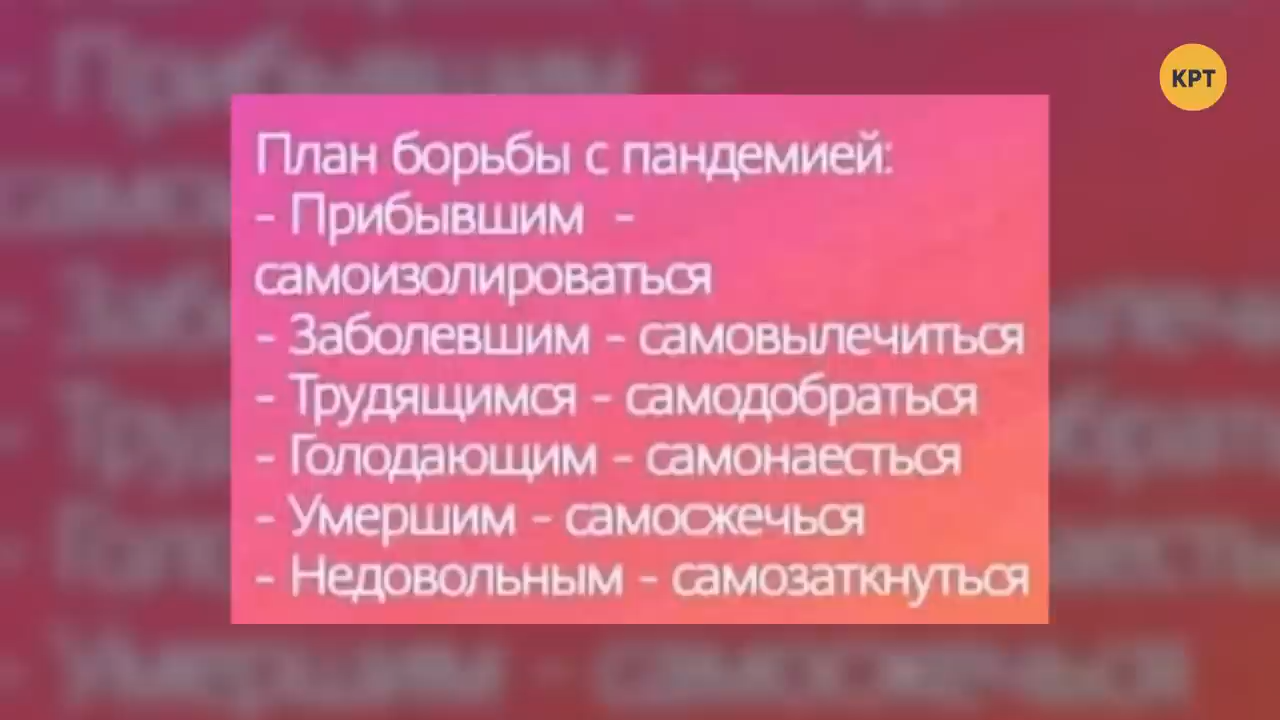 КРТ
План борьбы с пандемией:
- Прибывшим -
самоизолироваться
- Заболевшим - самовылечиться
- Трудящимся - самодобраться
- Голодающим - самонаесться
- Умершим - самосжечься
- Недовольным - самозаткнуться